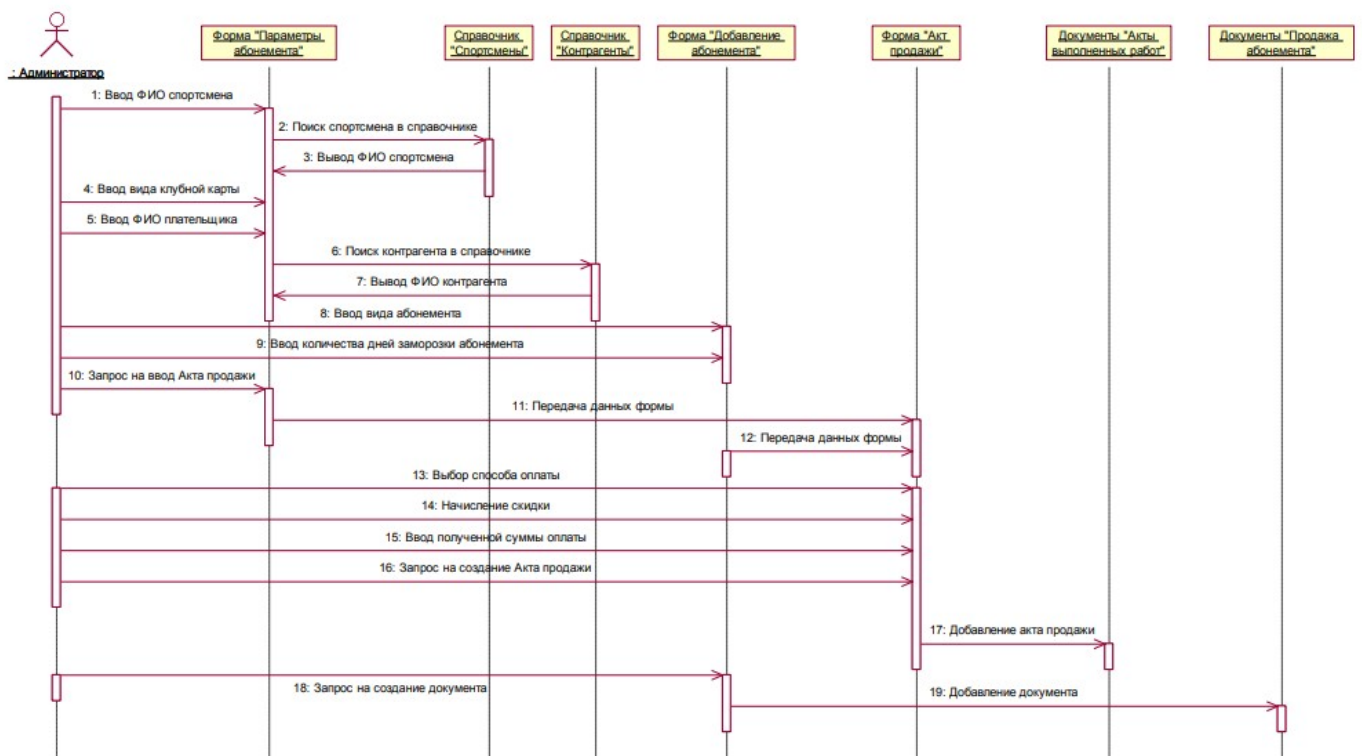 Форма "Параметры
абонемента"
Справочник
"Спортсмены"
Справочник
"Контрагенты"
Форма "Добавление
абонемента"
Форма "Акт
продажи"
Документы "Акты
выполненных работ"
Документы "Продажа
абонемента"
: Администратор
1: Ввод ФИО спортсмена
2: Поиск спортсмена в справочнике
3: Вывод ФИО спортсмена
4: Ввод вида клубной карты
5: Ввод ФИО плательщика
6: Поиск контрагента в справочнике
7: Вывод ФИО контрагента
8: Ввод вида абонемента
9: Ввод количества дней заморозки абонемента
10: Запрос на ввод Акта продажи
11: Передача данных формы
12: Передача данных формы
13: Выбор способа оплаты
14: Начисление скидки
15: Ввод полученной суммы оплаты
16: Запрос на создание Акта продажи
17: Добавление акта продажи
18: Запрос на создание документа
19: Добавление документа